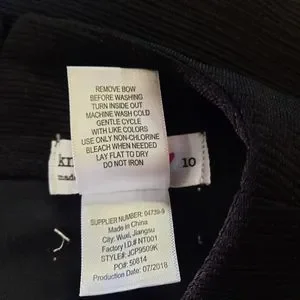 REMOVE BOW
BEFORE WASHING
TURN INSIDE OUT
MACHINE WASH COLD
GENTLE CYCLE
WITH LIKE COLORS
USE ONLY NON-CHLORINE
BLEACH WHEN NEEDED
LAY FLAT TO DRY
DO NOT IRON
10
made
SUPPLIER NUMBER: 04739-9
Made in China
City: Wuxi, Jiangsu
Factory I.D.# NT001
STYLE#: JCP9509K
PO#: 50814
Production Date: 07/2018